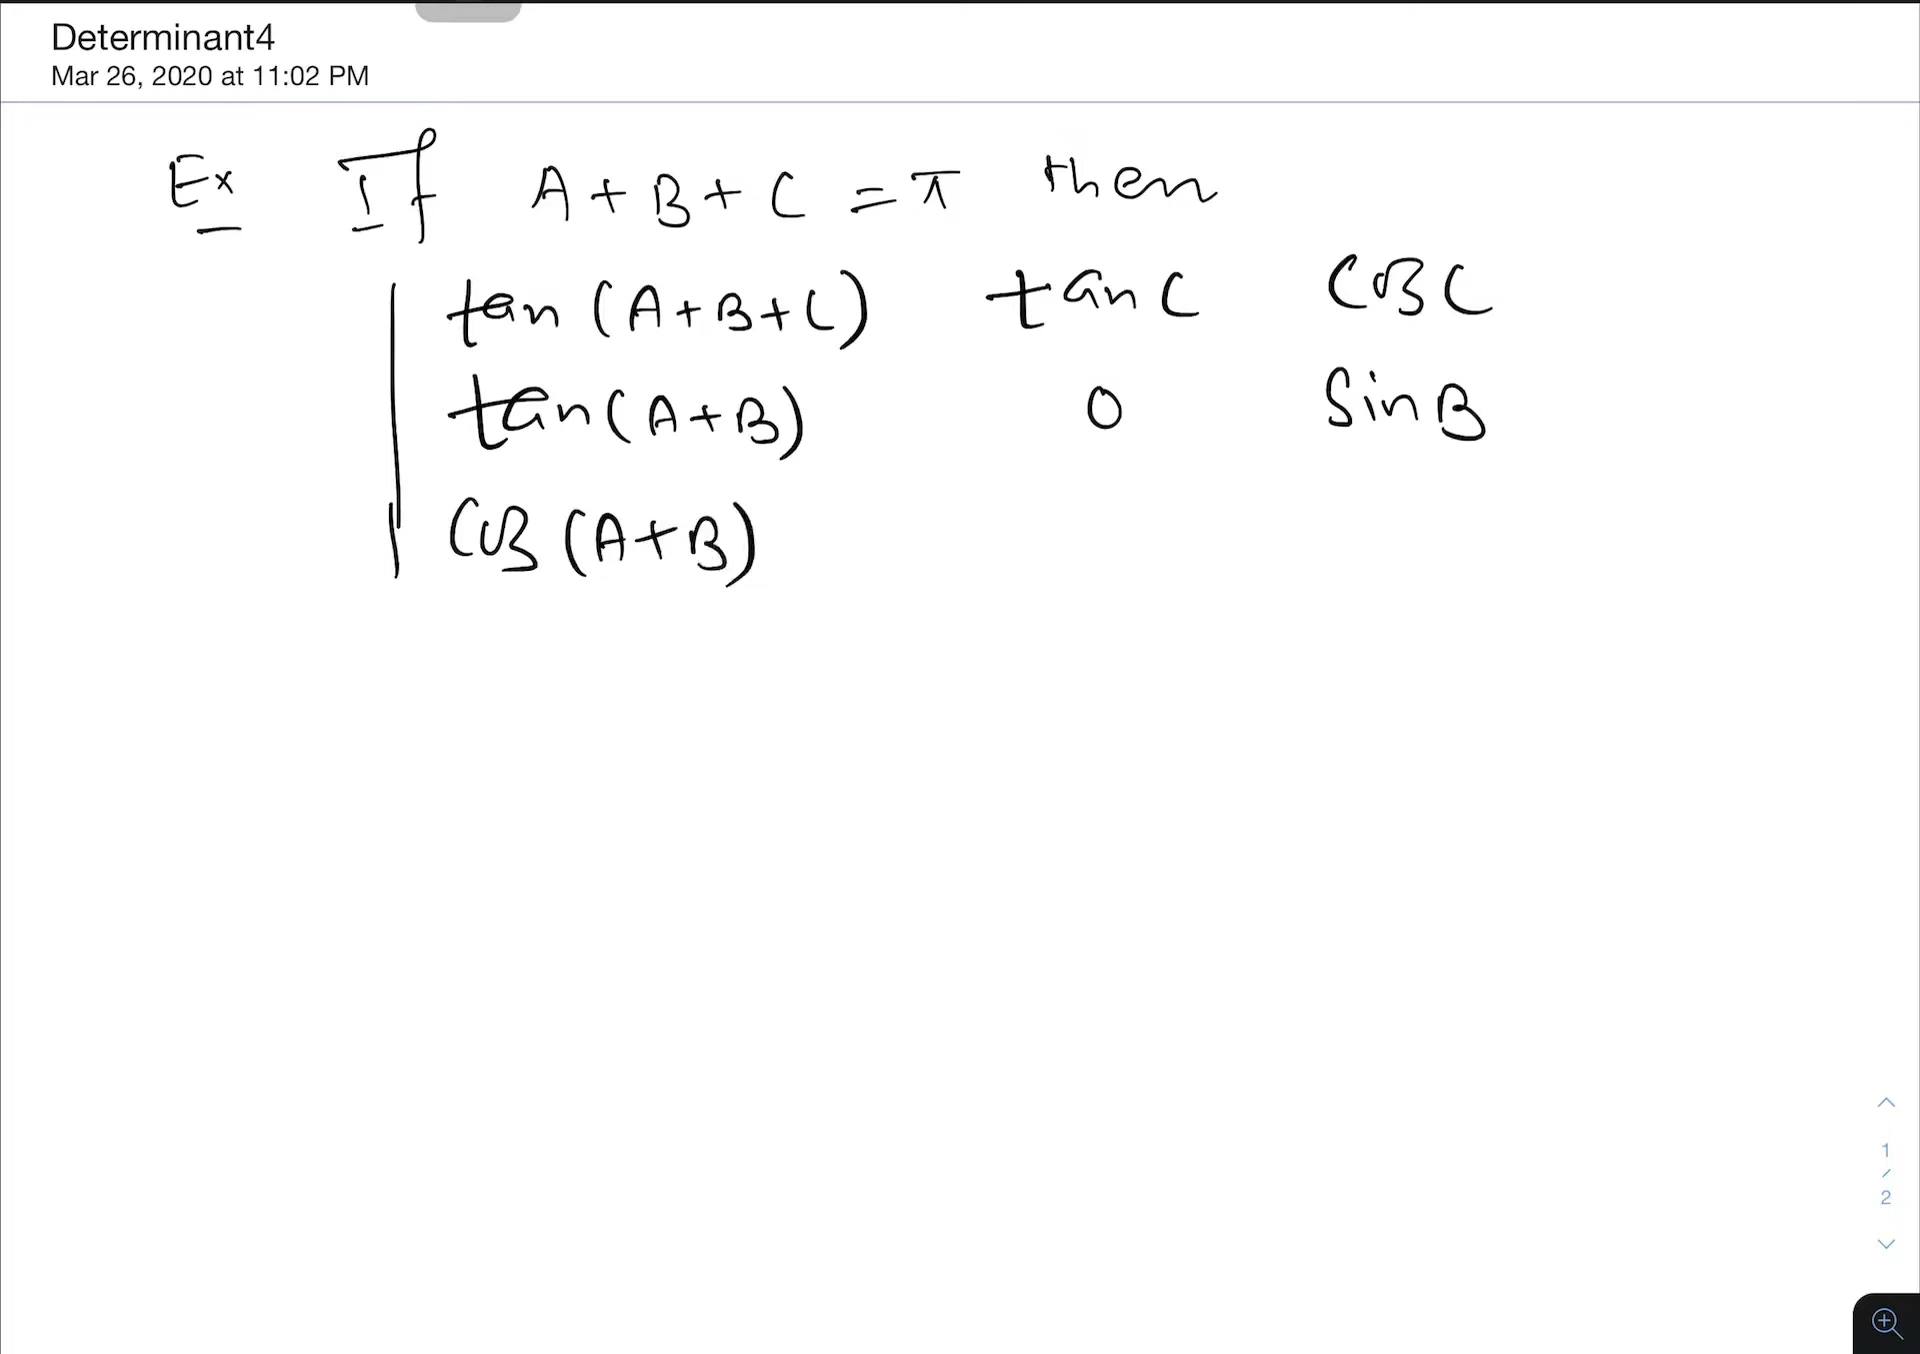 Determinant4
Mar 26, 2020 at 11:02 PM
Ex If A + B + C = π then
tan (A+B+C) tan C cos C
tan(A+B) 0 Sin B
cos (A+B)
1
/
2